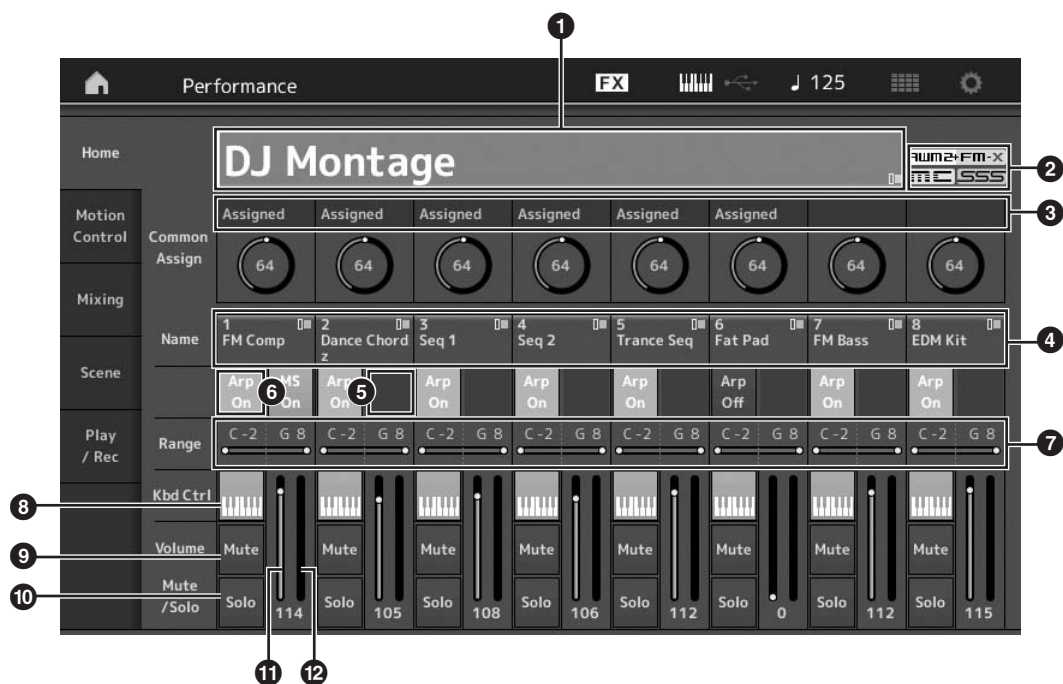 1
Performance
FX
125
Home
DJ Montage
AWM2+FM-X
MC SSS
2
Assigned Assigned Assigned Assigned Assigned Assigned
3
Motion
Control
Common
Assign
64 64 64 64 64 64 64 64
Mixing
Name
1 2 3 4 5 6 7 8
FM Comp Dance Chord Seq 1 Seq 2 Trance Seq Fat Pad FM Bass EDM Kit
z
4
Scene
Arp MS Arp Arp Arp Arp Arp Arp Arp
On On On On On On Off On On
6 5
Play
/ Rec
Range
C -2 G 8 C -2 G 8 C -2 G 8 C -2 G 8 C -2 G 8 C -2 G 8 C -2 G 8 C -2 G 8
7
8
Kbd Ctrl
9
Volume
Mute Mute Mute Mute Mute Mute Mute Mute
10
Mute
/Solo
Solo Solo Solo Solo Solo Solo Solo Solo
114 105 108 106 112 0 112 115
11 12